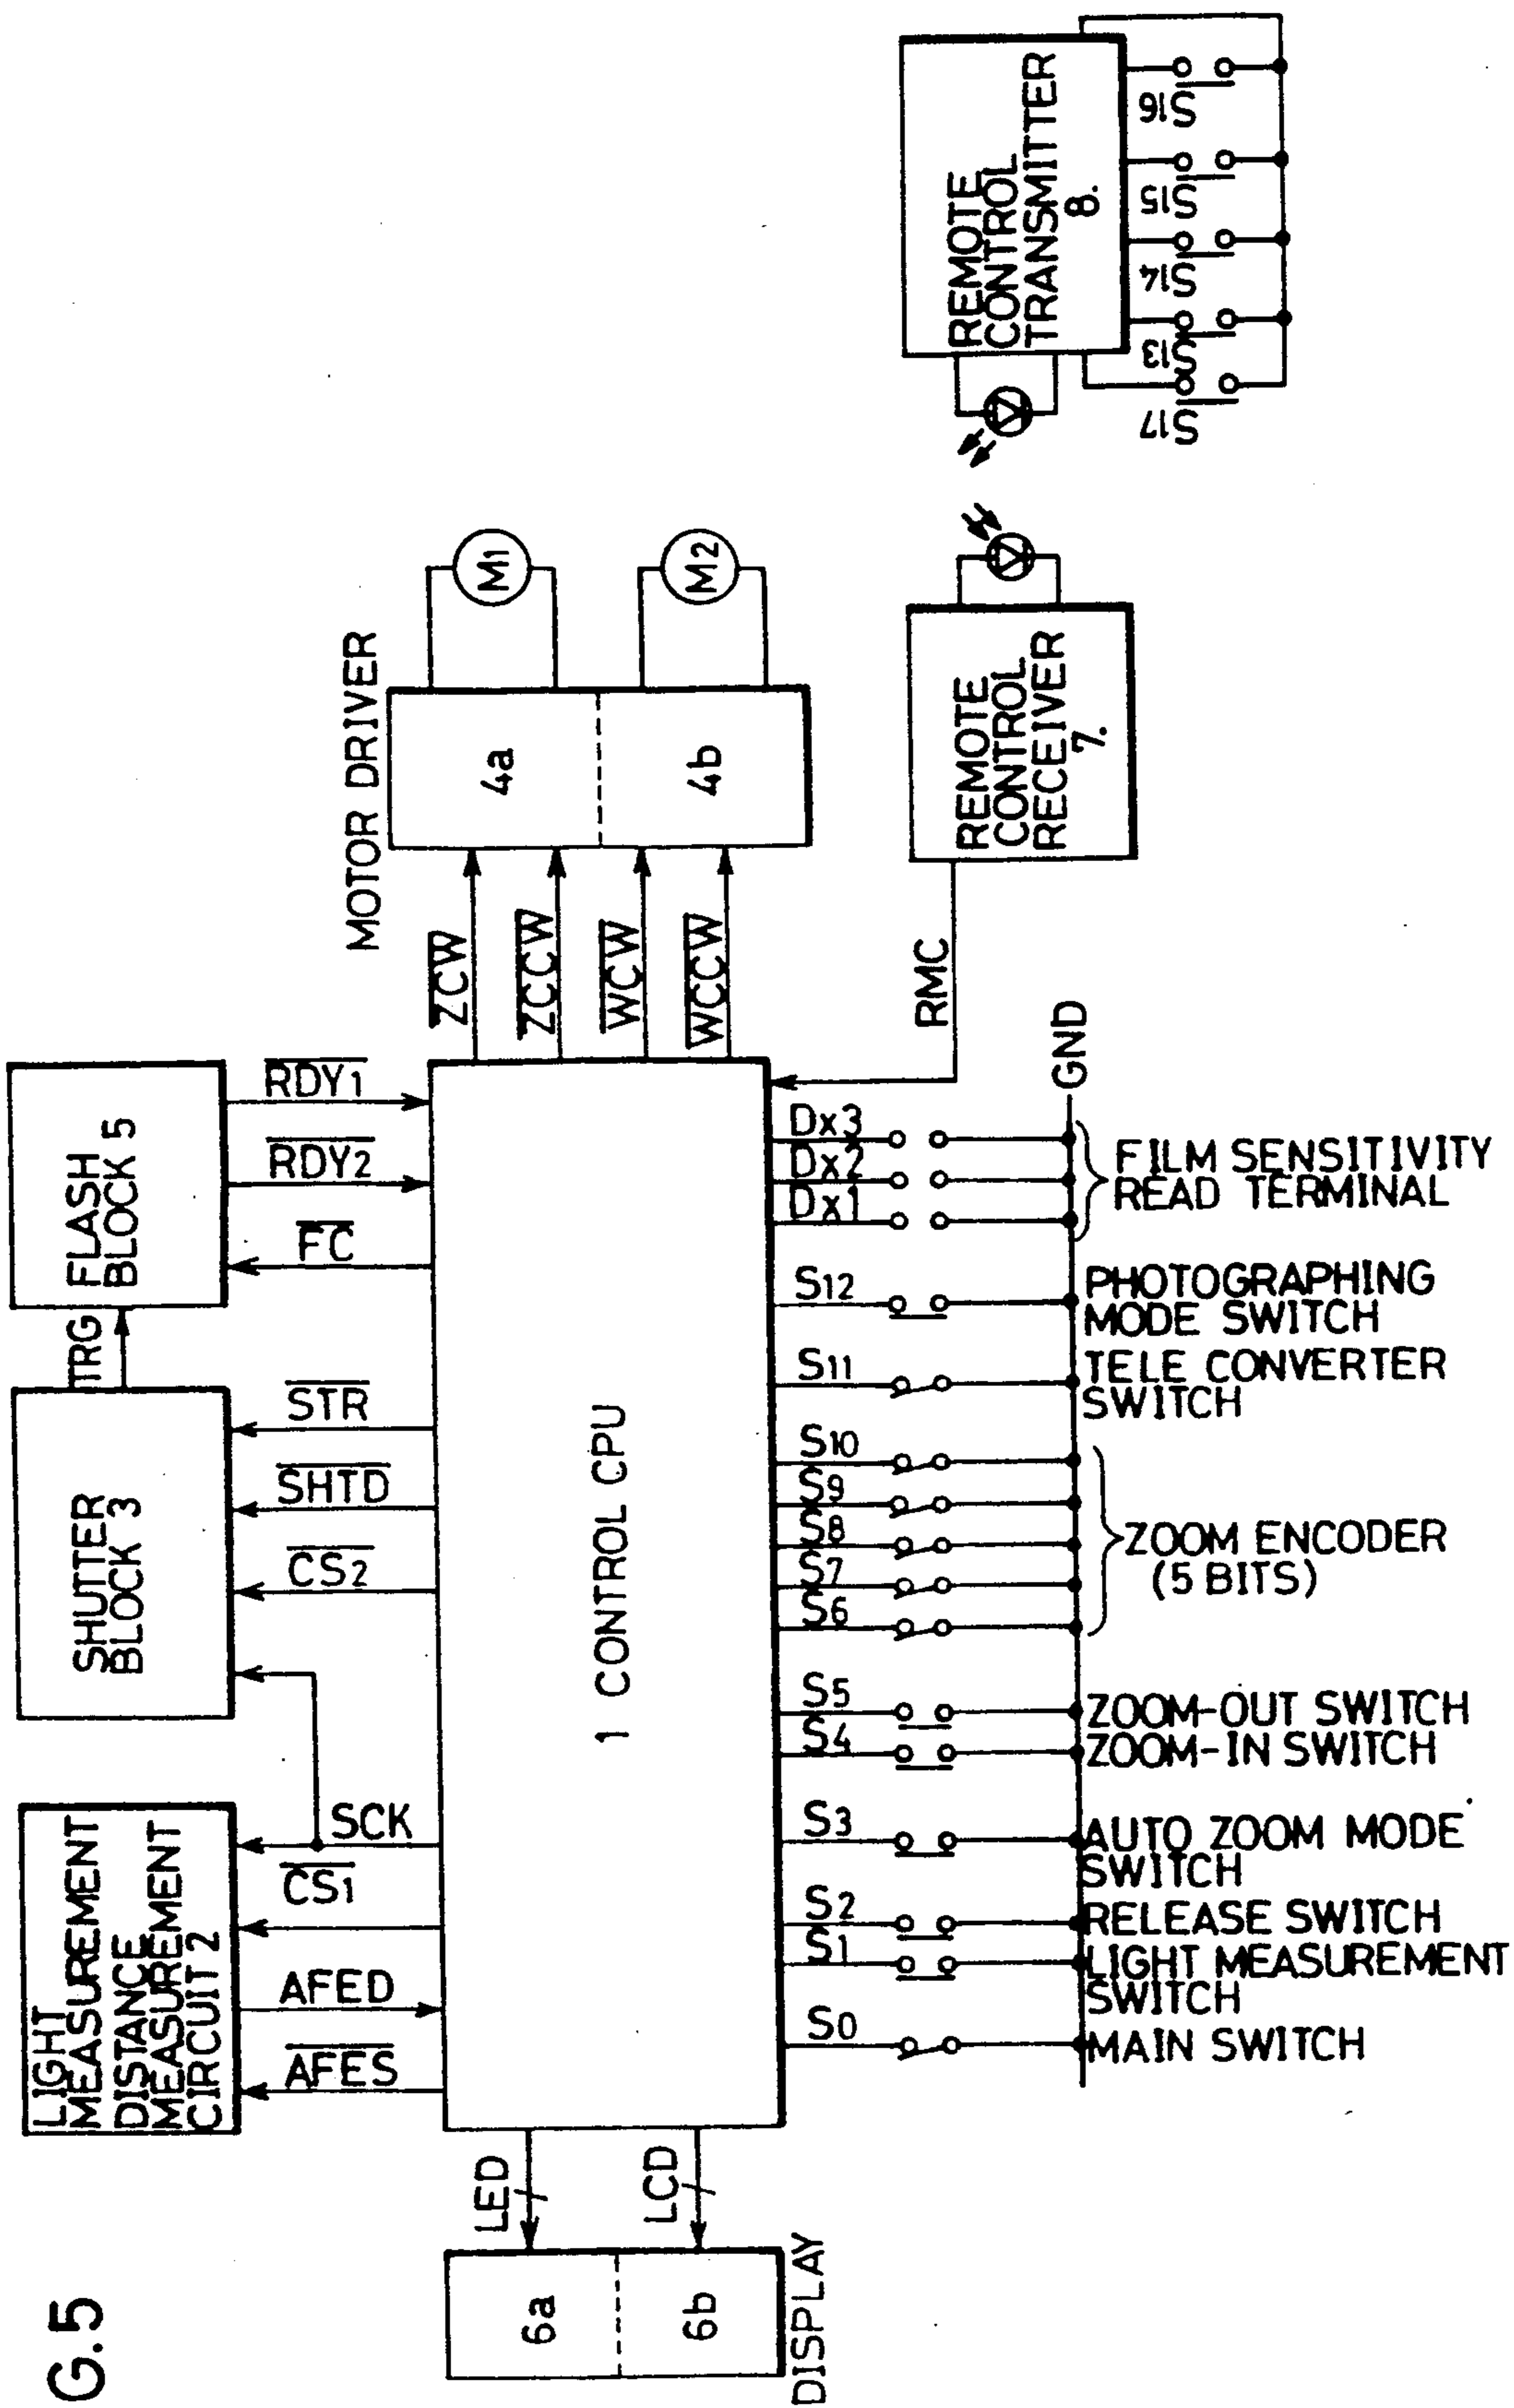 G.5
LIGHT
MEASUREMENT
DISTANCE
MEASUREMENT
CIRCUIT 2
SHUTTER
BLOCK 3
TRG
FLASH
BLOCK 5
AFES
AFED
CS1
SCK
CS2
SHTD
STR
FC
RDY2
RDY1
LED
LCD
6a
6b
DISPLAY
1 CONTROL CPU
ZCW
ZCCW
WCW
WCCW
MOTOR DRIVER
4a
4b
M1
M2
S0
S1
S2
S3
S4
S5
S6
S7
S8
S9
S10
S11
S12
Dx1
Dx2
Dx3
RMC
GND
MAIN SWITCH
LIGHT MEASUREMENT
SWITCH
RELEASE SWITCH
AUTO ZOOM MODE
SWITCH
ZOOM-IN SWITCH
ZOOM-OUT SWITCH
ZOOM ENCODER
(5 BITS)
TELE CONVERTER
SWITCH
PHOTOGRAPHING
MODE SWITCH
FILM SENSITIVITY
READ TERMINAL
REMOTE
CONTROL
RECEIVER
7.
REMOTE
CONTROL
TRANSMITTER
8.
S17
S13
S14
S15
S16